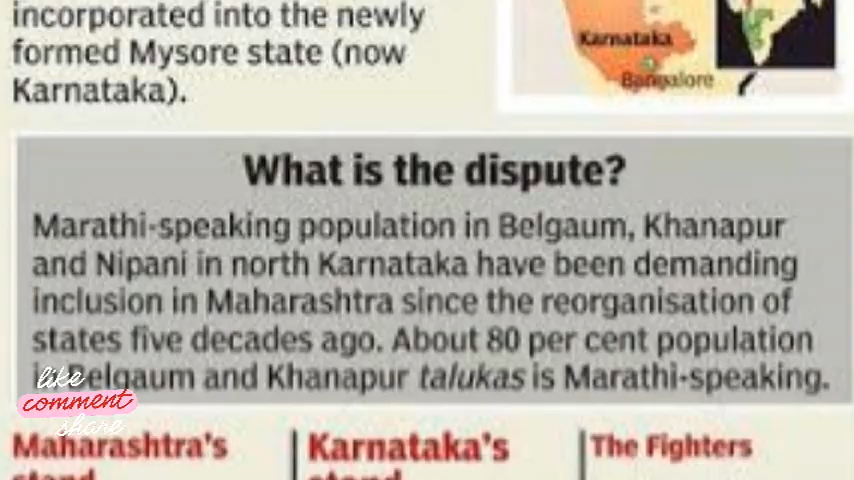 incorporated into the newly
formed Mysore state (now
Karnataka).
Karnataka
Bangalore
What is the dispute?
Marathi-speaking population in Belgaum, Khanapur
and Nipani in north Karnataka have been demanding
inclusion in Maharashtra since the reorganisation of
states five decades ago. About 80 per cent population
in Belgaum and Khanapur talukas is Marathi-speaking.
like
comment
share
Maharashtra's
stand
Karnataka's
stand
The Fighters